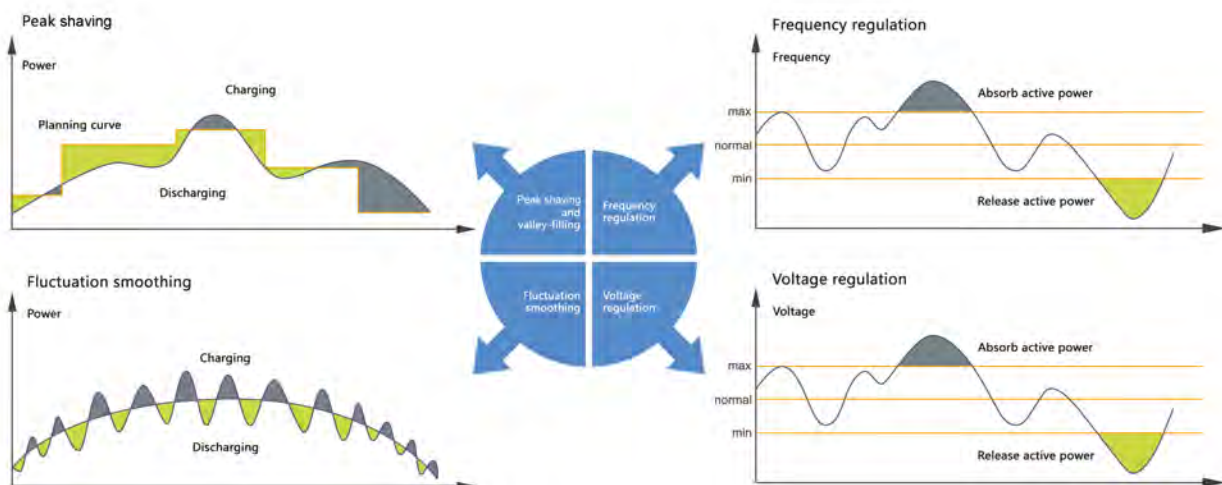 Peak shaving
Power
Charging
Planning curve
Discharging
Frequency regulation
Frequency
Absorb active power
max
normal
min
Release active power
Peak shaving
and
valley-filling
Frequency
regulation
Fluctuation
smoothing
Voltage
regulation
Fluctuation smoothing
Power
Charging
Discharging
Voltage regulation
Voltage
Absorb active power
max
normal
min
Release active power